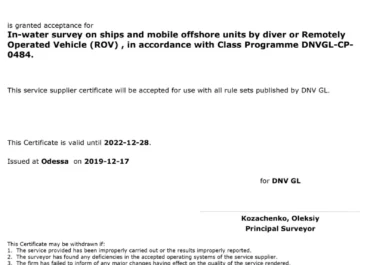 is granted acceptance for
In-water survey on ships and mobile offshore units by diver or Remotely
Operated Vehicle (ROV) , in accordance with Class Programme DNVGL-CP-
0484.
This service supplier certificate will be accepted for use with all rule sets published by DNV GL.
This Certificate is valid until 2022-12-28.
Issued at Odessa on 2019-12-17
for DNV GL
Kozachenko, Oleksiy
Principal Surveyor
This Certificate may be withdrawn if:
1. The service provided has been improperly carried out or the results improperly reported.
2. The surveyor has found any deficiencies in the accepted operating systems of the service supplier.
3. The firm has failed to inform of any major changes having effect on the quality of the service rendered.